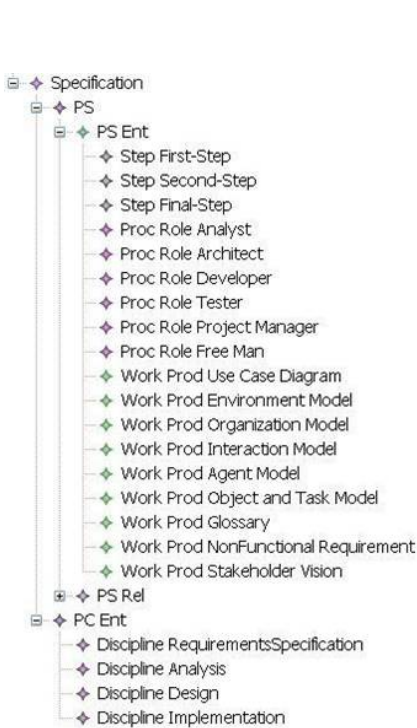 Specification
PS
PS Ent
Step First-Step
Step Second-Step
Step Final-Step
Proc Role Analyst
Proc Role Architect
Proc Role Developer
Proc Role Tester
Proc Role Project Manager
Proc Role Free Man
Work Prod Use Case Diagram
Work Prod Environment Model
Work Prod Organization Model
Work Prod Interaction Model
Work Prod Agent Model
Work Prod Object and Task Model
Work Prod Glossary
Work Prod NonFunctional Requirement
Work Prod Stakeholder Vision
PS Rel
PC Ent
Discipline RequirementsSpecification
Discipline Analysis
Discipline Design
Discipline Implementation